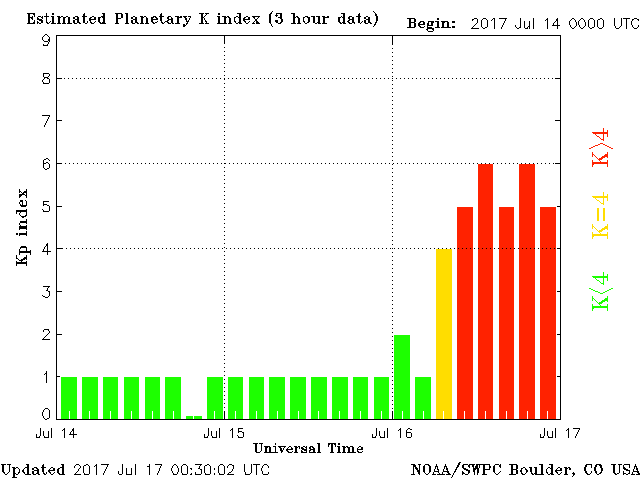 Estimated Planetary K index (3 hour data)
Begin: 2017 Jul 14 0000 UTC
9
8
7
6
5
4
3
2
1
0
Kp index
K>4
K=4
K<4
Jul 14
Jul 15
Jul 16
Jul 17
Universal Time
Updated 2017 Jul 17 00:30:02 UTC
NOAA/SWPC Boulder, CO USA